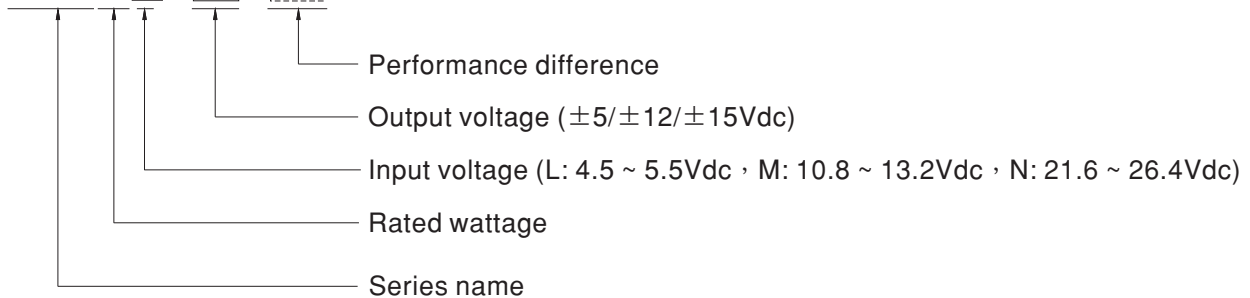 Performance difference
Output voltage (±5/±12/±15Vdc)
Input voltage (L: 4.5 ~ 5.5Vdc，M: 10.8 ~ 13.2Vdc，N: 21.6 ~ 26.4Vdc)
Rated wattage
Series name